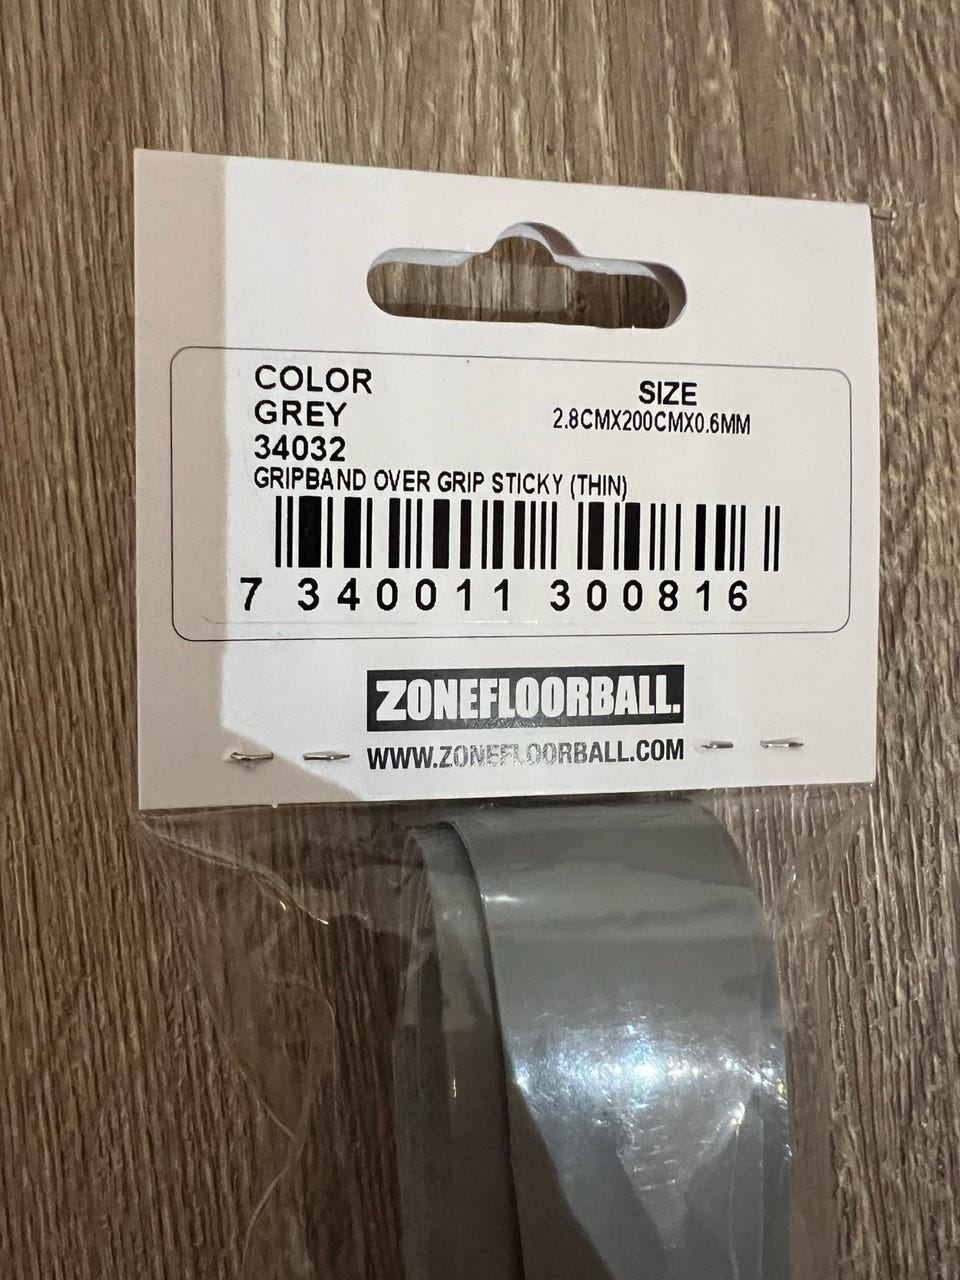 COLOR
GREY
34032
SIZE
2.8CMX200CMX0.6MM
GRIPBAND OVER GRIP STICKY (THIN)
7 340011 300816
ZONEFLOORBALL.
WWW.ZONEFLOORBALL.COM